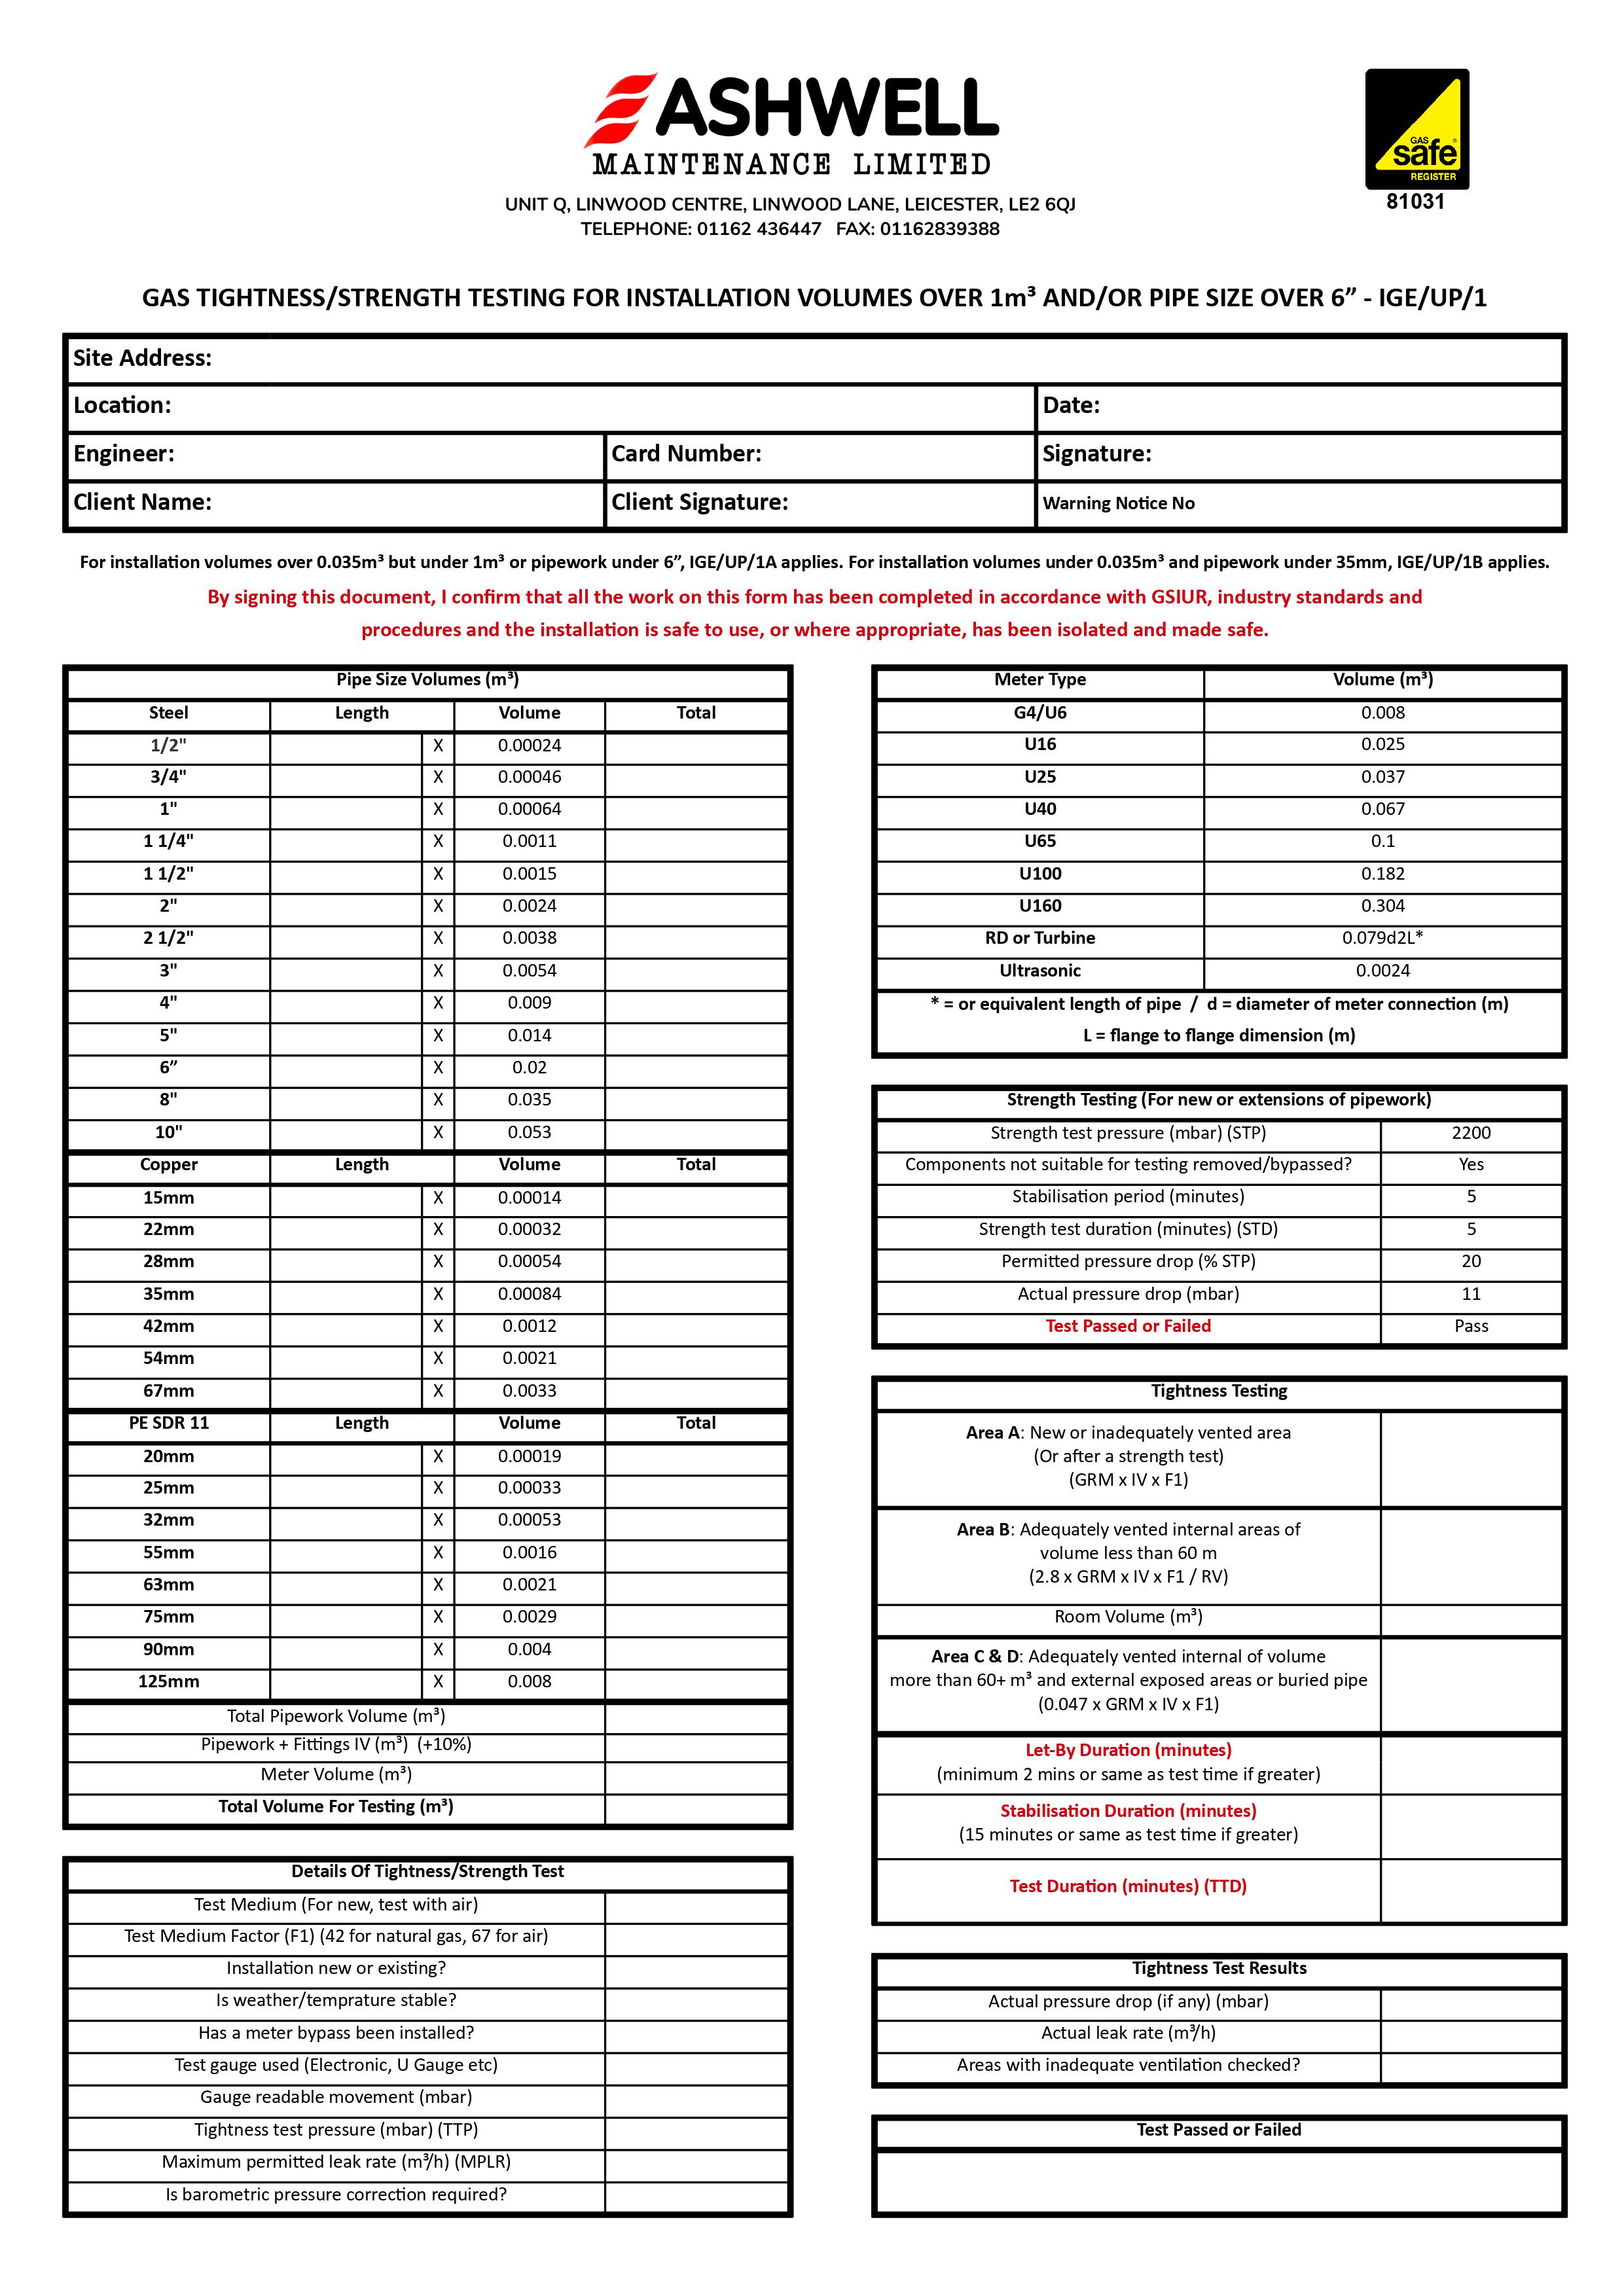 ASHWELL
MAINTENANCE LIMITED
UNIT Q, LINWOOD CENTRE, LINWOOD LANE, LEICESTER, LE2 6QJ
TELEPHONE: 01162 436447 FAX: 01162839388
GAS
safe
REGISTER
81031
GAS TIGHTNESS/STRENGTH TESTING FOR INSTALLATION VOLUMES OVER 1m³ AND/OR PIPE SIZE OVER 6” - IGE/UP/1
Site Address:
Location: Date:
Engineer: Card Number: Signature:
Client Name: Client Signature: Warning Notice No
For installation volumes over 0.035m³ but under 1m³ or pipework under 6”, IGE/UP/1A applies. For installation volumes under 0.035m³ and pipework under 35mm, IGE/UP/1B applies.
By signing this document, I confirm that all the work on this form has been completed in accordance with GSIUR, industry standards and
procedures and the installation is safe to use, or where appropriate, has been isolated and made safe.
Pipe Size Volumes (m³)
Steel Length Volume Total
1/2" X 0.00024
3/4" X 0.00046
1" X 0.00064
1 1/4" X 0.0011
1 1/2" X 0.0015
2" X 0.0024
2 1/2" X 0.0038
3" X 0.0054
4" X 0.009
5" X 0.014
6” X 0.02
8" X 0.035
10" X 0.053
Copper Length Volume Total
15mm X 0.00014
22mm X 0.00032
28mm X 0.00054
35mm X 0.00084
42mm X 0.0012
54mm X 0.0021
67mm X 0.0033
PE SDR 11 Length Volume Total
20mm X 0.00019
25mm X 0.00033
32mm X 0.00053
55mm X 0.0016
63mm X 0.0021
75mm X 0.0029
90mm X 0.004
125mm X 0.008
Total Pipework Volume (m³)
Pipework + Fittings IV (m³) (+10%)
Meter Volume (m³)
Total Volume For Testing (m³)
Details Of Tightness/Strength Test
Test Medium (For new, test with air)
Test Medium Factor (F1) (42 for natural gas, 67 for air)
Installation new or existing?
Is weather/temprature stable?
Has a meter bypass been installed?
Test gauge used (Electronic, U Gauge etc)
Gauge readable movement (mbar)
Tightness test pressure (mbar) (TTP)
Maximum permitted leak rate (m³/h) (MPLR)
Is barometric pressure correction required?
Meter Type Volume (m³)
G4/U6 0.008
U16 0.025
U25 0.037
U40 0.067
U65 0.1
U100 0.182
U160 0.304
RD or Turbine 0.079d2L*
Ultrasonic 0.0024
* = or equivalent length of pipe / d = diameter of meter connection (m)
L = flange to flange dimension (m)
Strength Testing (For new or extensions of pipework)
Strength test pressure (mbar) (STP) 2200
Components not suitable for testing removed/bypassed? Yes
Stabilisation period (minutes) 5
Strength test duration (minutes) (STD) 5
Permitted pressure drop (% STP) 20
Actual pressure drop (mbar) 11
Test Passed or Failed Pass
Tightness Testing
Area A: New or inadequately vented area
(Or after a strength test)
(GRM x IV x F1)
Area B: Adequately vented internal areas of
volume less than 60 m
(2.8 x GRM x IV x F1 / RV)
Room Volume (m³)
Area C & D: Adequately vented internal of volume
more than 60+ m³ and external exposed areas or buried pipe
(0.047 x GRM x IV x F1)
Let-By Duration (minutes)
(minimum 2 mins or same as test time if greater)
Stabilisation Duration (minutes)
(15 minutes or same as test time if greater)
Test Duration (minutes) (TTD)
Tightness Test Results
Actual pressure drop (if any) (mbar)
Actual leak rate (m³/h)
Areas with inadequate ventilation checked?
Test Passed or Failed